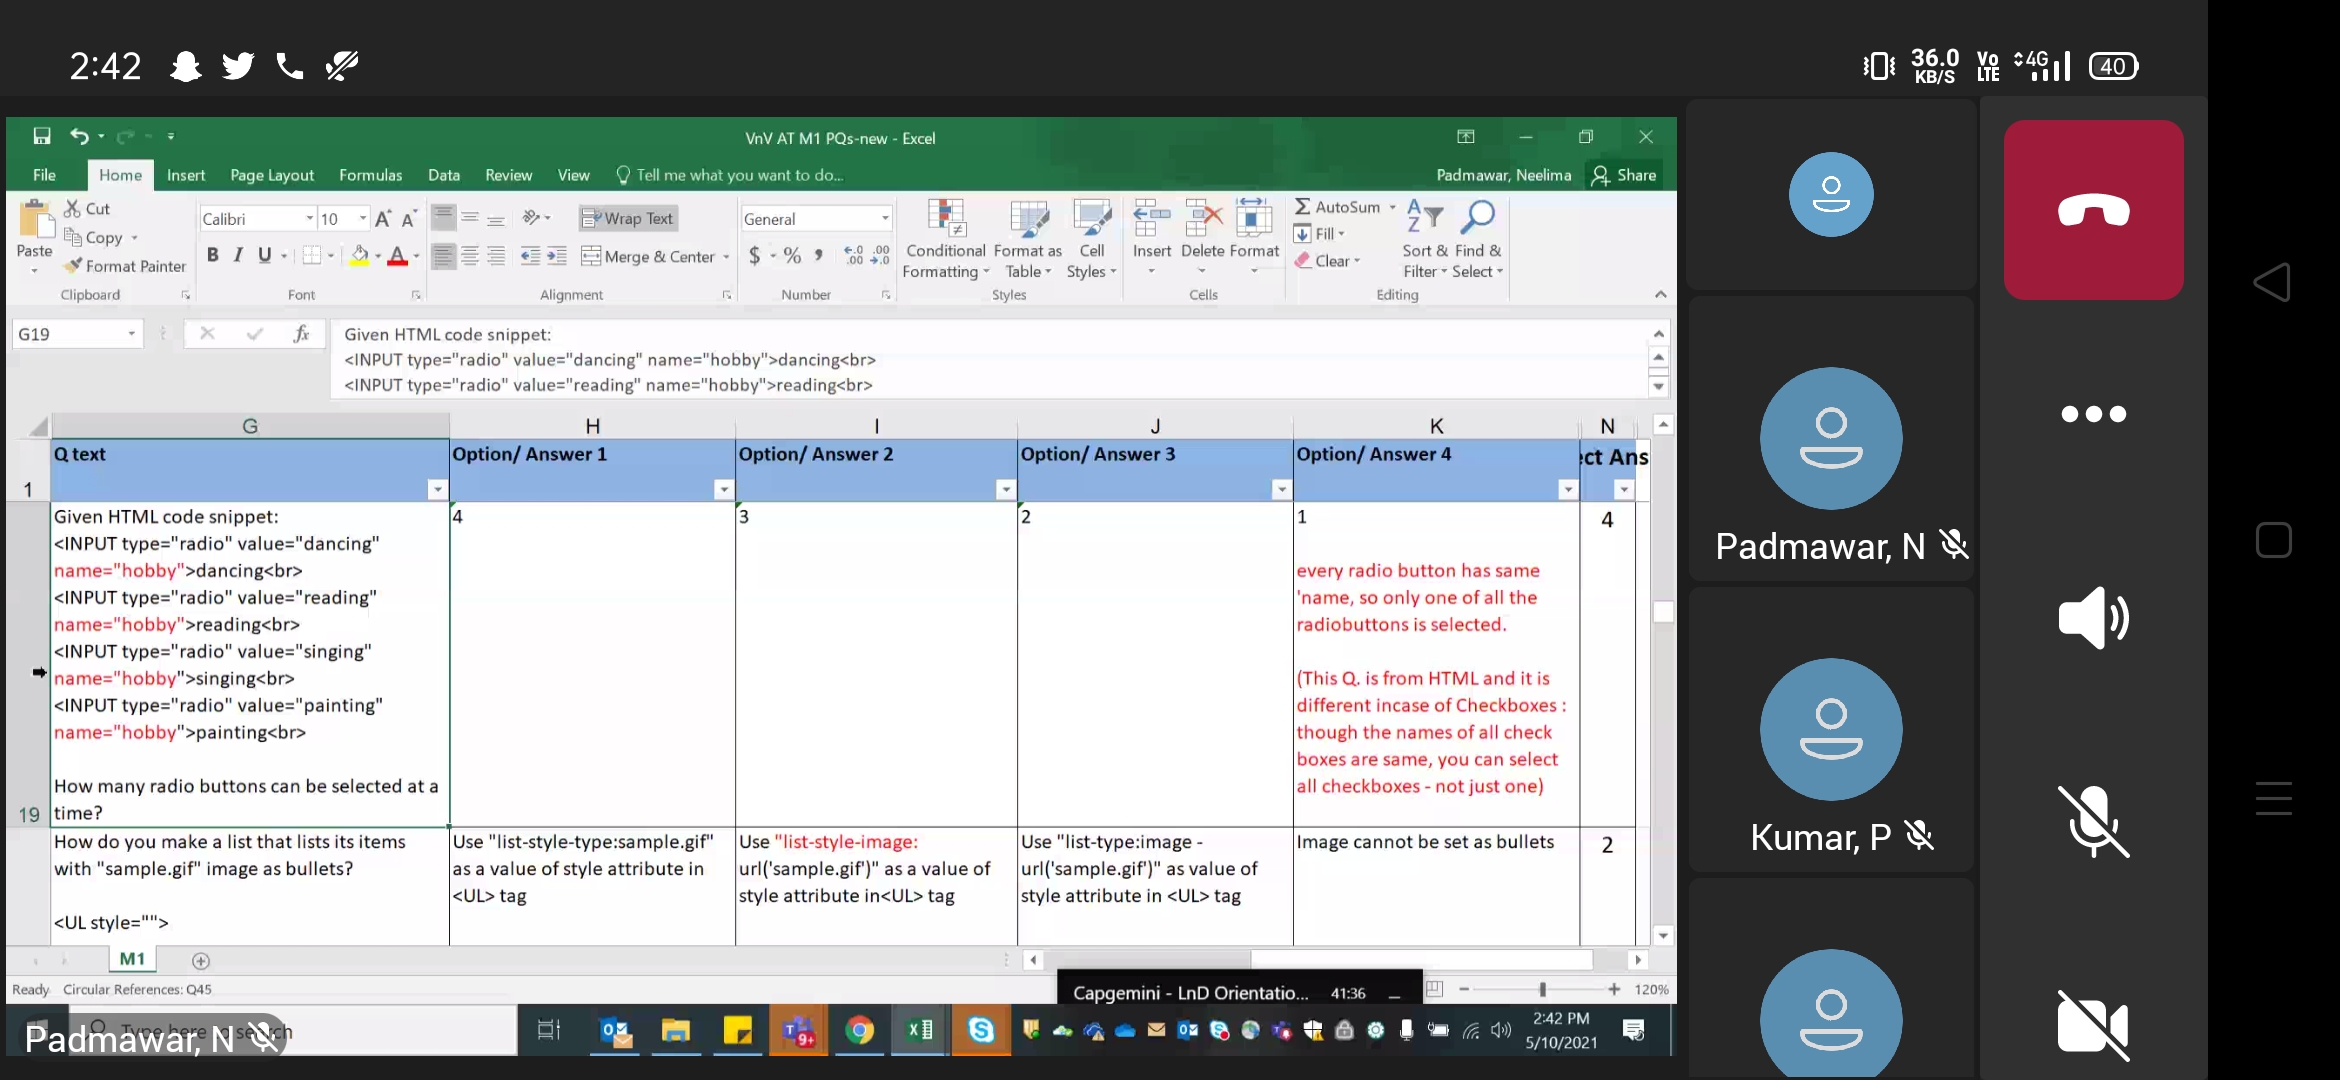 2:42
36.0 KB/S
Vo LTE
4G
40
VnV AT M1 PQs-new - Excel
File Home Insert Page Layout Formulas Data Review View Tell me what you want to do...
Padmawar, Neelima Share
Paste
Cut
Copy
Format Painter
Clipboard
Calibri 10
B I U
Font
Wrap Text
Merge & Center
Alignment
General
$ % ,
Number
Conditional Formatting
Format as Table
Cell Styles
Styles
Insert Delete Format
Cells
AutoSum
Fill
Clear
Sort & Filter
Find & Select
Editing
G19
fx
Given HTML code snippet:
<INPUT type="radio" value="dancing" name="hobby">dancing<br>
<INPUT type="radio" value="reading" name="hobby">reading<br>
G H I J K N
1
Q text
Option/ Answer 1
Option/ Answer 2
Option/ Answer 3
Option/ Answer 4
ct Ans
19
Given HTML code snippet:
<INPUT type="radio" value="dancing"
name="hobby">dancing<br>
<INPUT type="radio" value="reading"
name="hobby">reading<br>
<INPUT type="radio" value="singing"
name="hobby">singing<br>
<INPUT type="radio" value="painting"
name="hobby">painting<br>
How many radio buttons can be selected at a
time?
4
3
2
1
every radio button has same
'name, so only one of all the
radiobuttons is selected.
(This Q. is from HTML and it is
different incase of Checkboxes :
though the names of all check
boxes are same, you can select
all checkboxes - not just one)
4
How do you make a list that lists its items
with "sample.gif" image as bullets?
<UL style="">
Use "list-style-type:sample.gif"
as a value of style attribute in
<UL> tag
Use "list-style-image:
url('sample.gif')" as a value of
style attribute in<UL> tag
Use "list-type:image -
url('sample.gif')" as value of
style attribute in <UL> tag
Image cannot be set as bullets
2
M1
Ready Circular References: Q45
Capgemini - LnD Orientatio... 41:36
120%
Type here to search
Padmawar, N
9+
2:42 PM
5/10/2021
Padmawar, N
Kumar, P